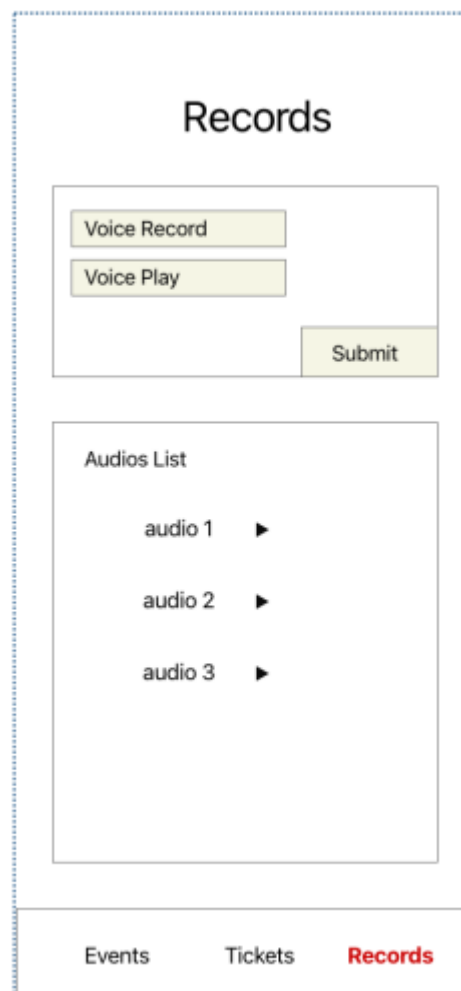 Records
Voice Record
Voice Play
Submit
Audios List
audio 1
audio 2
audio 3
Events Tickets Records